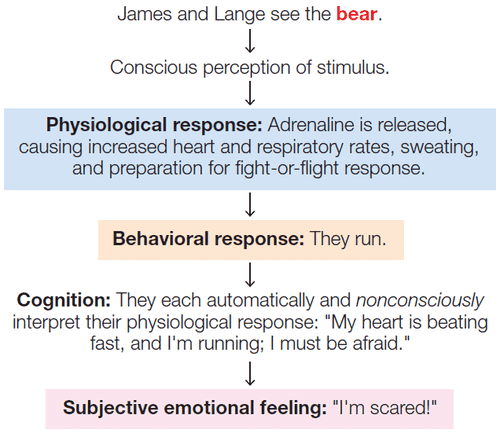 James and Lange see the bear.
Conscious perception of stimulus.
Physiological response: Adrenaline is released,
causing increased heart and respiratory rates, sweating,
and preparation for fight-or-flight response.
Behavioral response: They run.
Cognition: They each automatically and nonconsciously
interpret their physiological response: "My heart is beating
fast, and I'm running; I must be afraid."
Subjective emotional feeling: "I'm scared!"